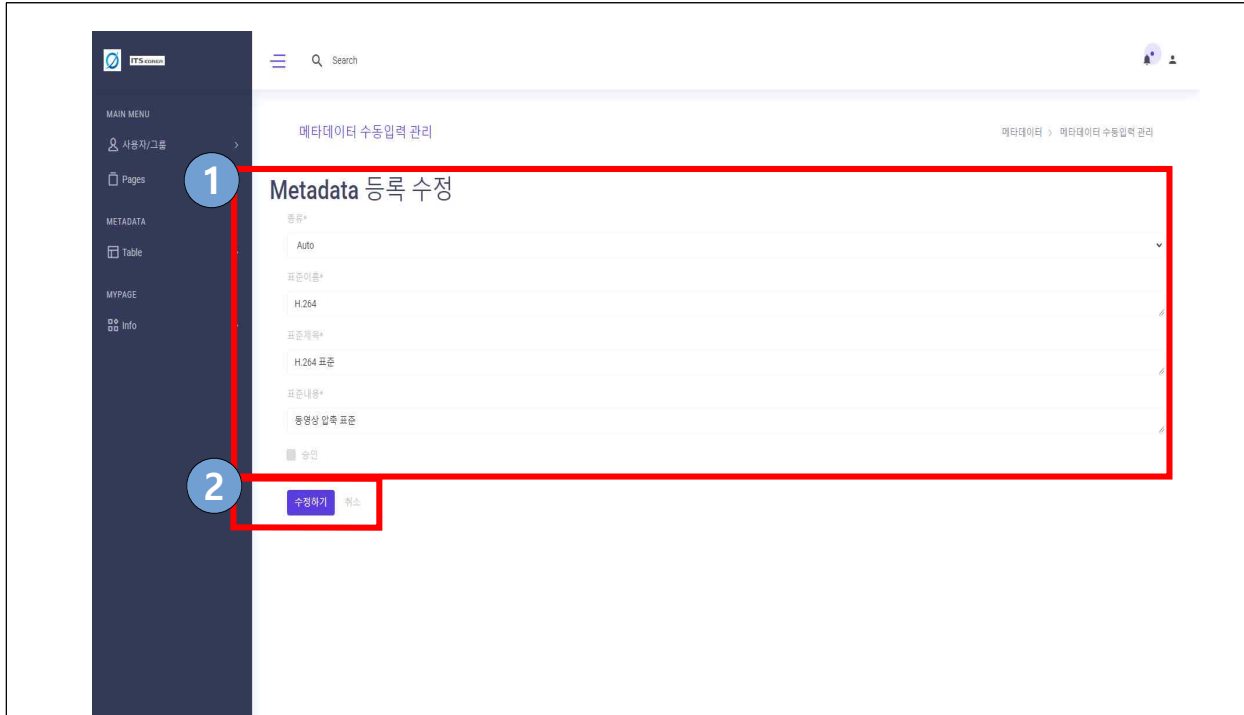 ITS KOREA
Search
MAIN MENU
사용자/그룹
Pages
METADATA
Table
MYPAGE
Info
메타데이터 수동입력 관리
메타데이터 > 메타데이터 수동입력 관리
1
Metadata 등록 수정
종류*
Auto
표준이름*
H.264
표준제목*
H.264 표준
표준내용*
동영상 압축 표준
승인
2
수정하기 취소